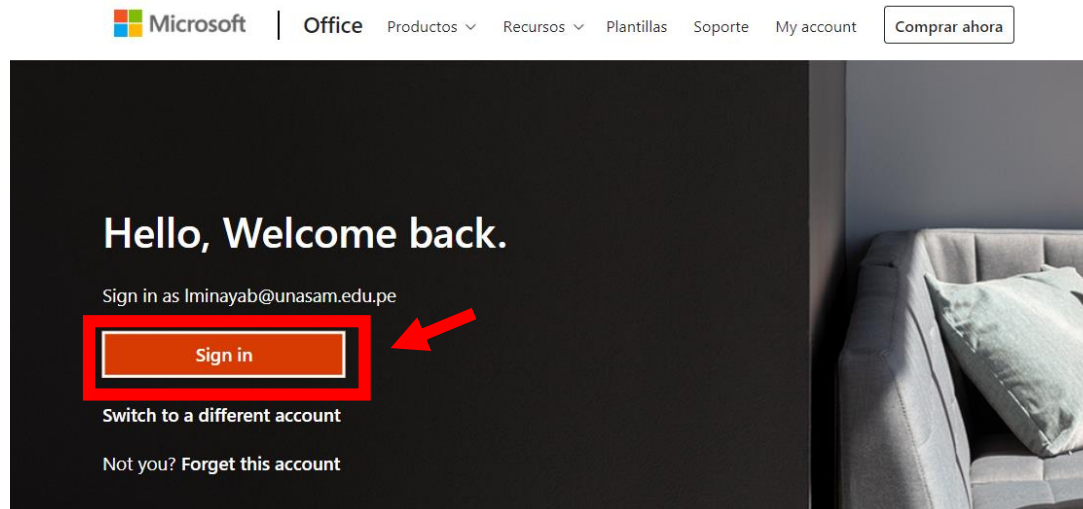 Microsoft | Office Productos Recursos Plantillas Soporte My account Comprar ahora
Hello, Welcome back.
Sign in as lminayab@unasam.edu.pe
Sign in
Switch to a different account
Not you? Forget this account